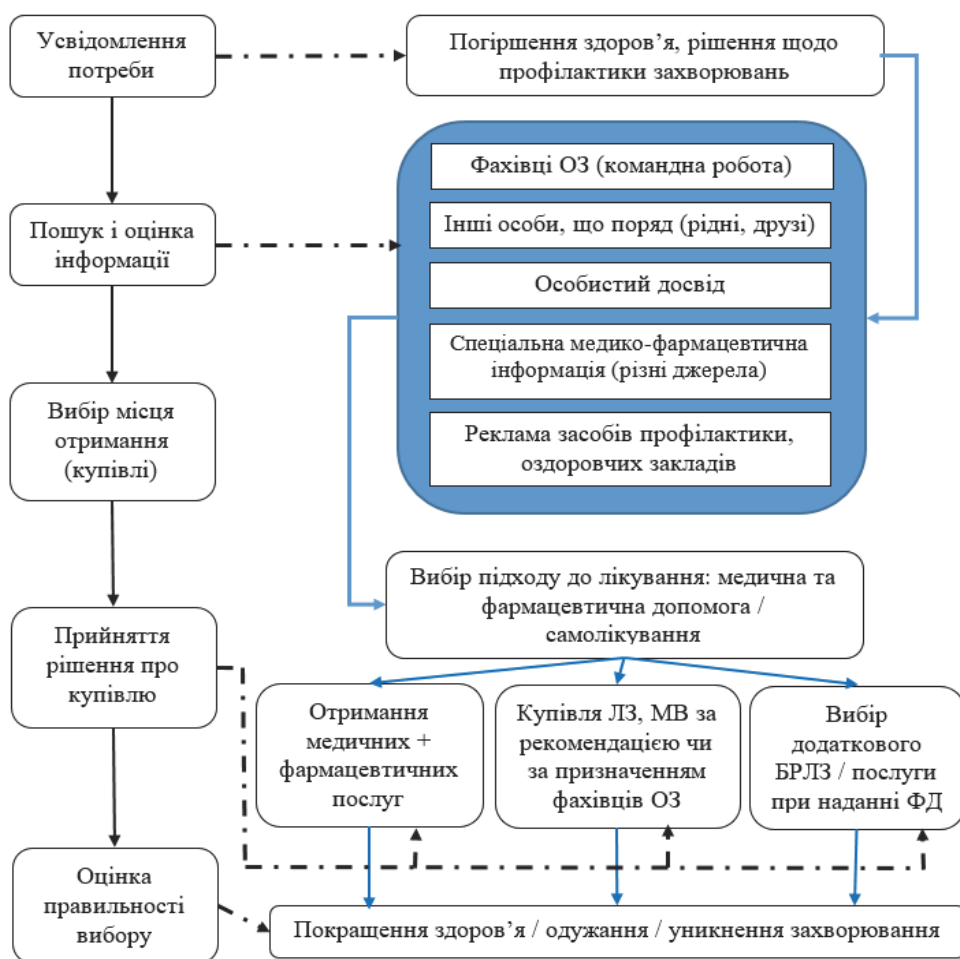 Усвідомлення
потреби
Погіршення здоров’я, рішення щодо
профілактики захворювань
Фахівці ОЗ (командна робота)
Інші особи, що поряд (рідні, друзі)
Особистий досвід
Спеціальна медико-фармацевтична
інформація (різні джерела)
Реклама засобів профілактики,
оздоровчих закладів
Пошук і оцінка
інформації
Вибір місця
отримання
(купівлі)
Вибір підходу до лікування: медична та
фармацевтична допомога /
самолікування
Прийняття
рішення про
купівлю
Отримання
медичних +
фармацевтичних
послуг
Купівля ЛЗ, МВ за
рекомендацією чи
за призначенням
фахівців ОЗ
Вибір
додаткового
БРЛЗ / послуги
при наданні ФД
Оцінка
правильності
вибору
Покращення здоров’я / одужання / уникнення захворювання